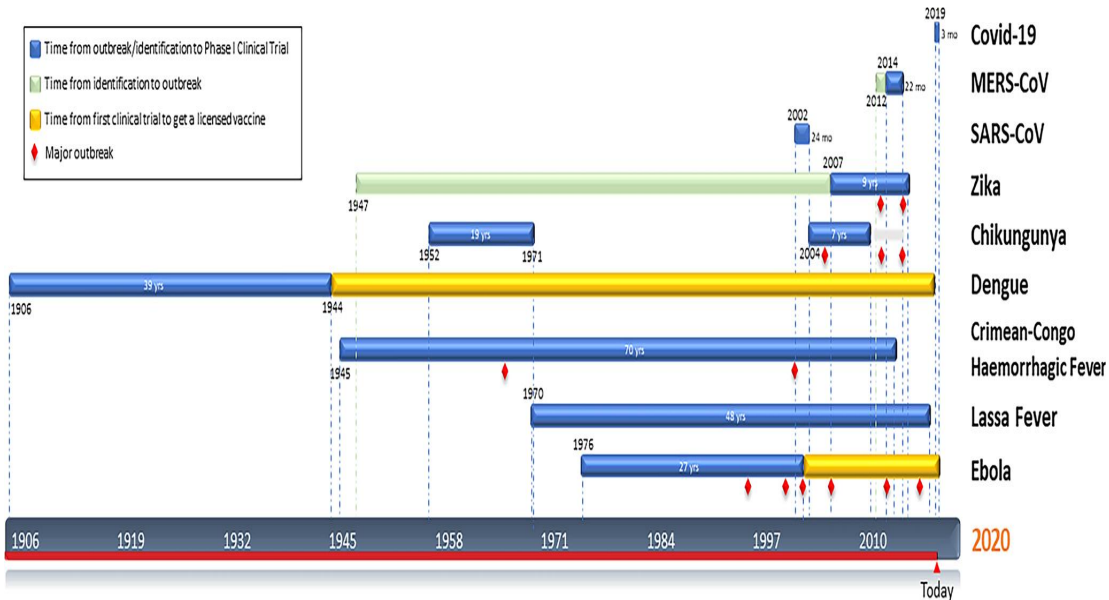 Time from outbreak/identification to Phase I Clinical Trial
Time from identification to outbreak
Time from first clinical trial to get a licensed vaccine
Major outbreak
2019
3 mo
Covid-19
2014
22 mo
2012
MERS-CoV
2002
24 mo
SARS-CoV
2007
9 yrs
1947
Zika
19 yrs
1952
1971
7 yrs
2004
Chikungunya
39 yrs
1906
1944
Dengue
70 yrs
1945
Crimean-Congo
Haemorrhagic Fever
1970
48 yrs
Lassa Fever
1976
27 yrs
Ebola
1906 1919 1932 1945 1958 1971 1984 1997 2010 2020
Today